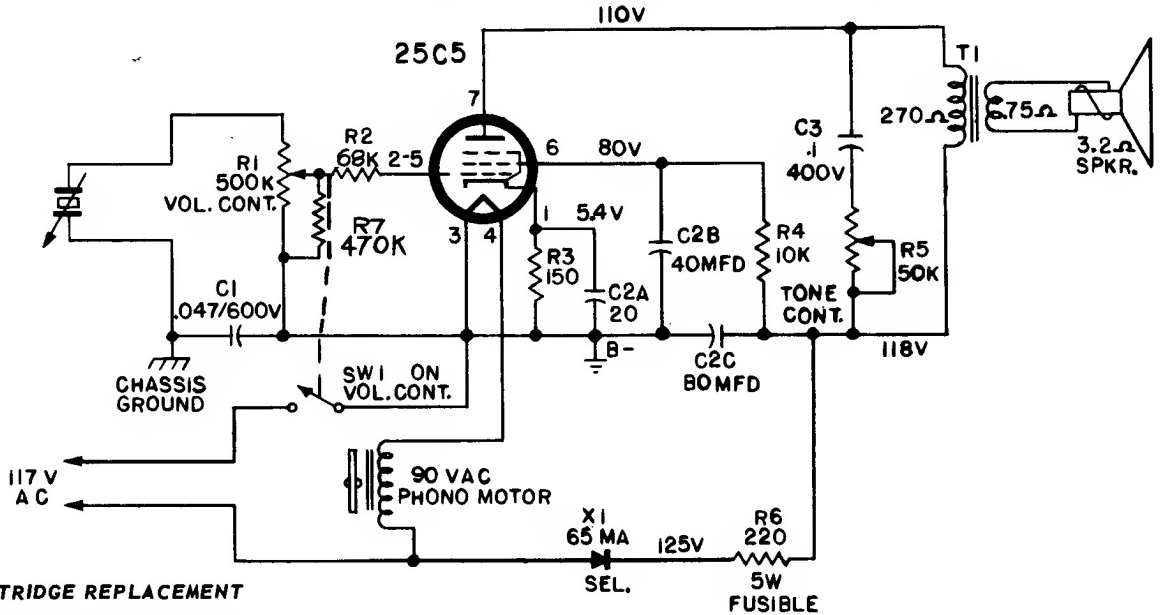 110V
25C5
T1
7
270Ω
.75Ω
3.2Ω
SPKR.
C3
.1
400V
R1
500K
VOL. CONT.
R2
68K
2-5
6
80V
R7
470K
3
4
1
5.4V
R3
150
C2A
20
C2B
40MFD
R4
10K
R5
50K
TONE
CONT.
C1
.047/600V
CHASSIS
GROUND
B-
C2C
80MFD
118V
SW1 ON
VOL. CONT.
117 V
AC
90 VAC
PHONO MOTOR
X1
65 MA
SEL.
125V
R6
220
5W
FUSIBLE
TRIDGE REPLACEMENT